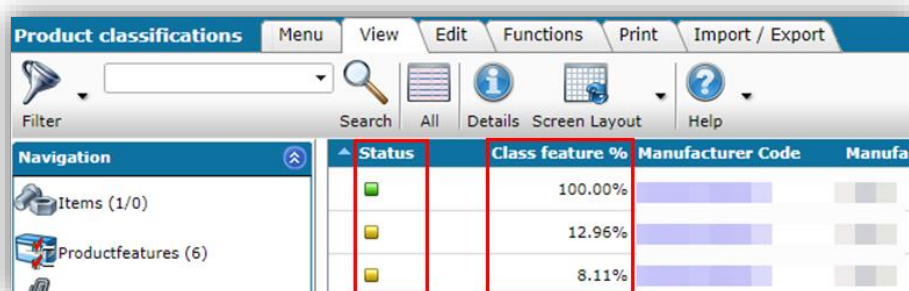 Product classifications Menu View Edit Functions Print Import / Export
Filter Search All Details Screen Layout Help
Navigation Status Class feature % Manufacturer Code Manufa
Items (1/0) 100.00%
12.96%
Productfeatures (6)
8.11%